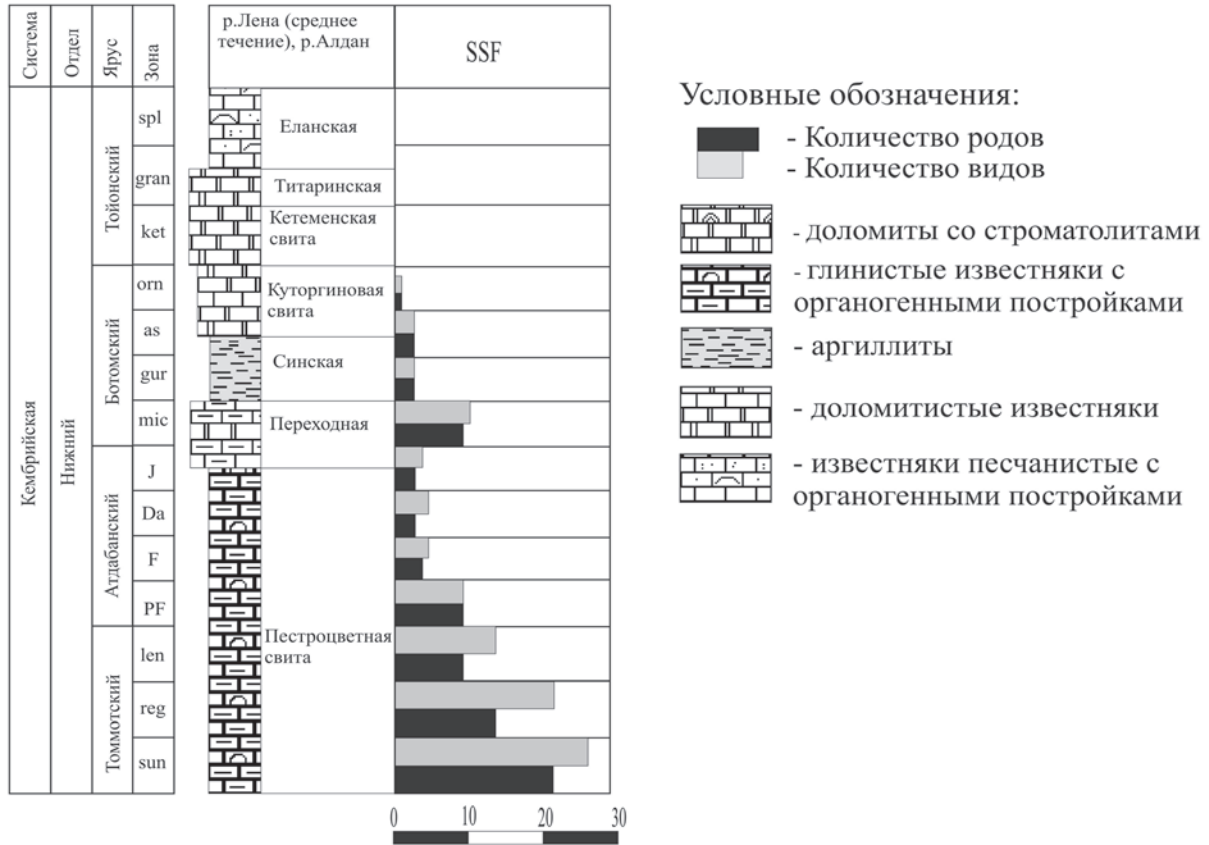 Система
Отдел
Ярус
Зона
р.Лена (среднее
течение), р.Алдан
SSF
Кембрийская
Нижний
Тойонский
Ботомский
Атдабанский
Томмотский
spl
gran
ket
orn
as
gur
mic
J
Da
F
PF
len
reg
sun
Еланская
Титаринская
Кетеменская
свита
Куторгиновая
свита
Синская
Переходная
Пестроцветная
свита
0 10 20 30
Условные обозначения:
- Количество родов
- Количество видов
- доломиты со строматолитами
- глинистые известняки с
органогенными постройками
- аргиллиты
- доломитистые известняки
- известняки песчанистые с
органогенными постройками